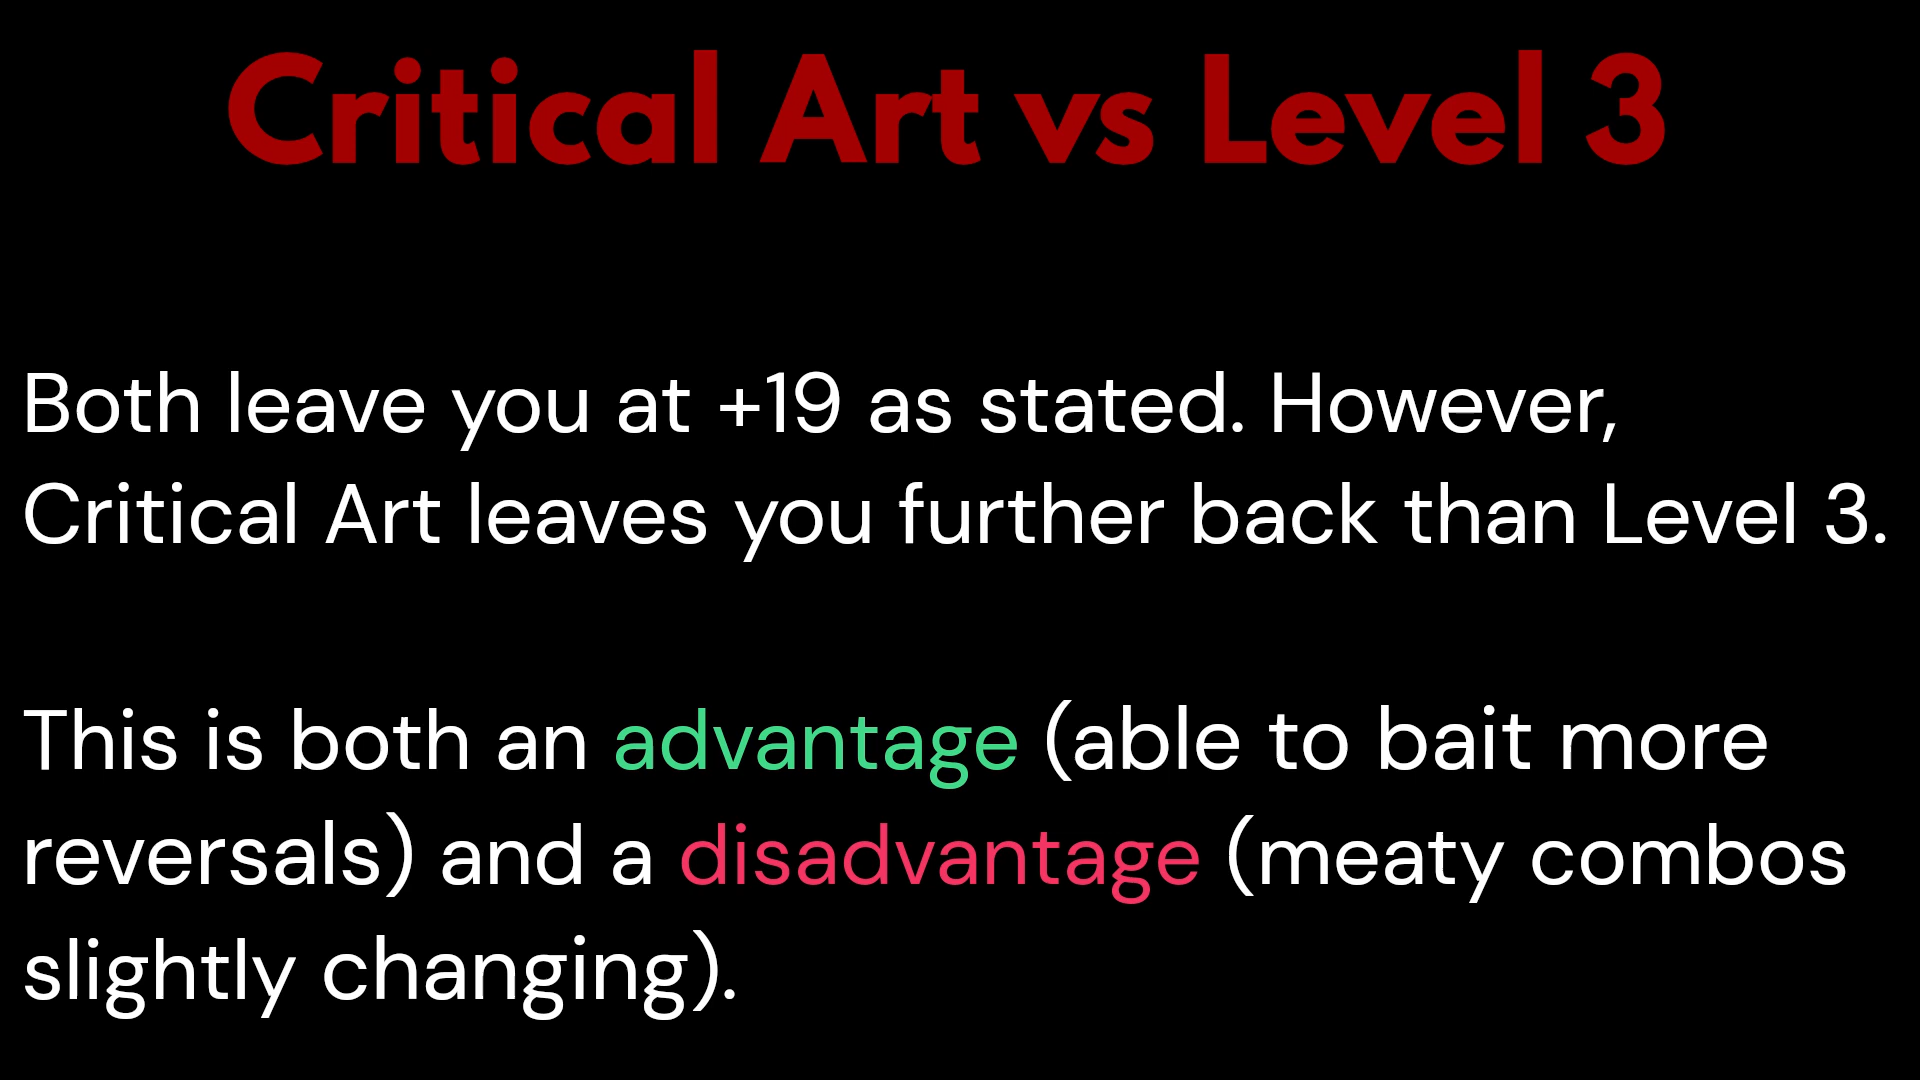 Critical Art vs Level 3
Both leave you at +19 as stated. However,
Critical Art leaves you further back than Level 3.
This is both an advantage (able to bait more
reversals) and a disadvantage (meaty combos
slightly changing).